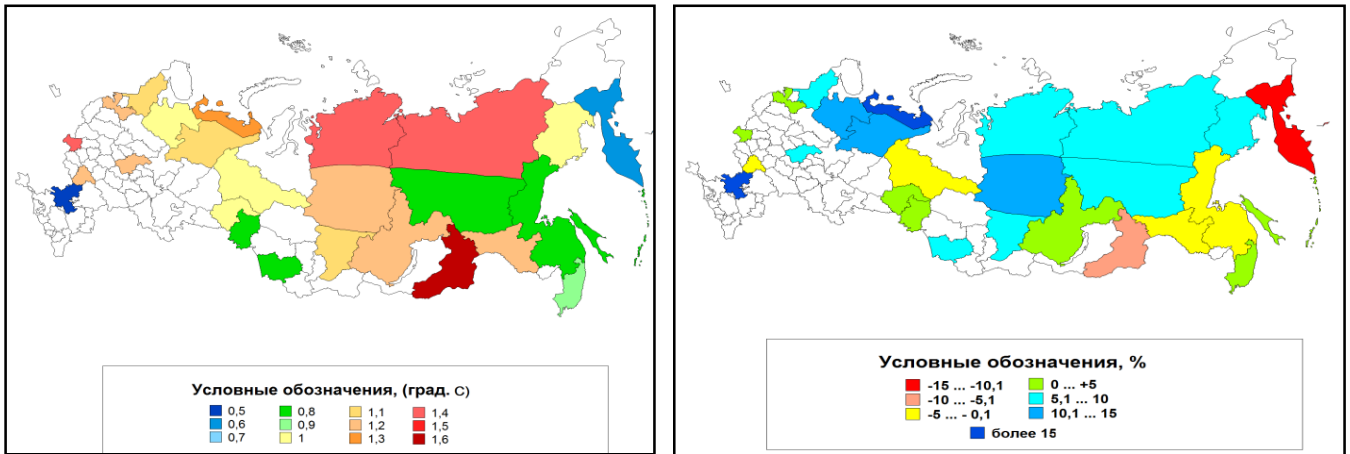 Условные обозначения, (град. С)
0,5 0,8 1,1 1,4
0,6 0,9 1,2 1,5
0,7 1 1,3 1,6
Условные обозначения, %
-15 ... -10,1 0 ... +5
-10 ... -5,1 5,1 ... 10
-5 ... - 0,1 10,1 ... 15
более 15